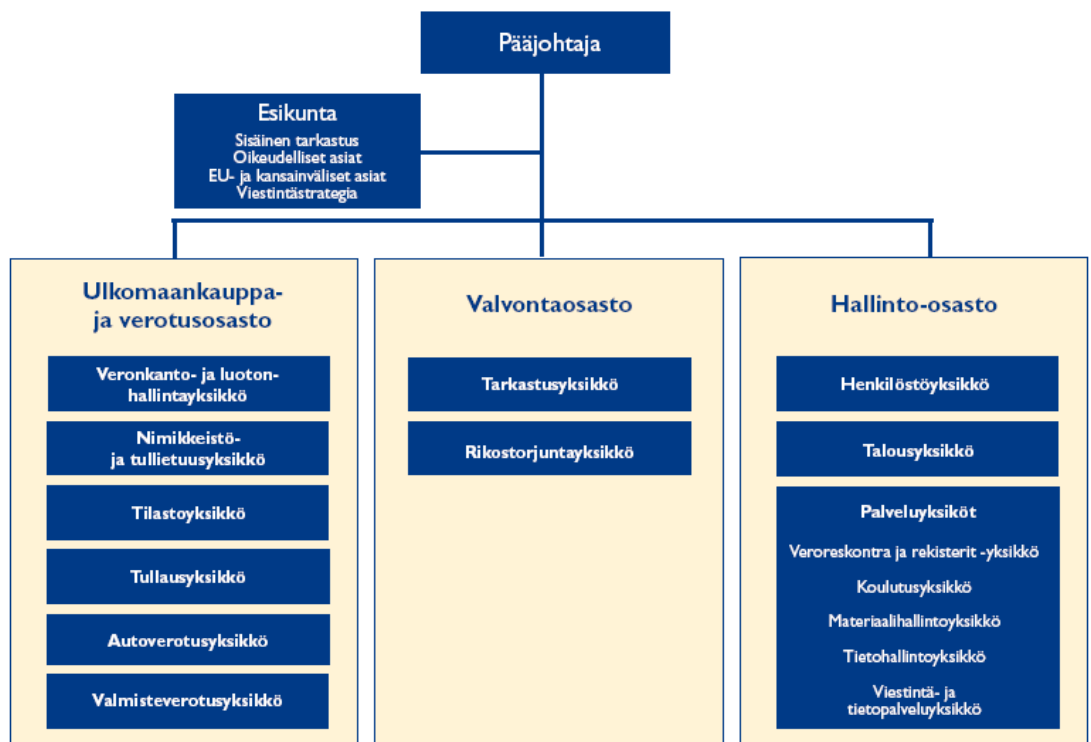 Pääjohtaja
Esikunta
Sisäinen tarkastus
Oikeudelliset asiat
EU- ja kansainväliset asiat
Viestintästrategia
Ulkomaankauppa-
ja verotusosasto
Veronkanto- ja luoton-
hallintayksikkö
Nimikkeistö-
ja tullietuusyksikkö
Tilastoyksikkö
Tullausyksikkö
Autoverotusyksikkö
Valmisteverotusyksikkö
Valvontaosasto
Tarkastusyksikkö
Rikostorjuntayksikkö
Hallinto-osasto
Henkilöstöyksikkö
Talousyksikkö
Palveluyksiköt
Veroreskontra ja rekisterit -yksikkö
Koulutusyksikkö
Materiaalihallintoyksikkö
Tietohallintoyksikkö
Viestintä- ja
tietopalveluyksikkö